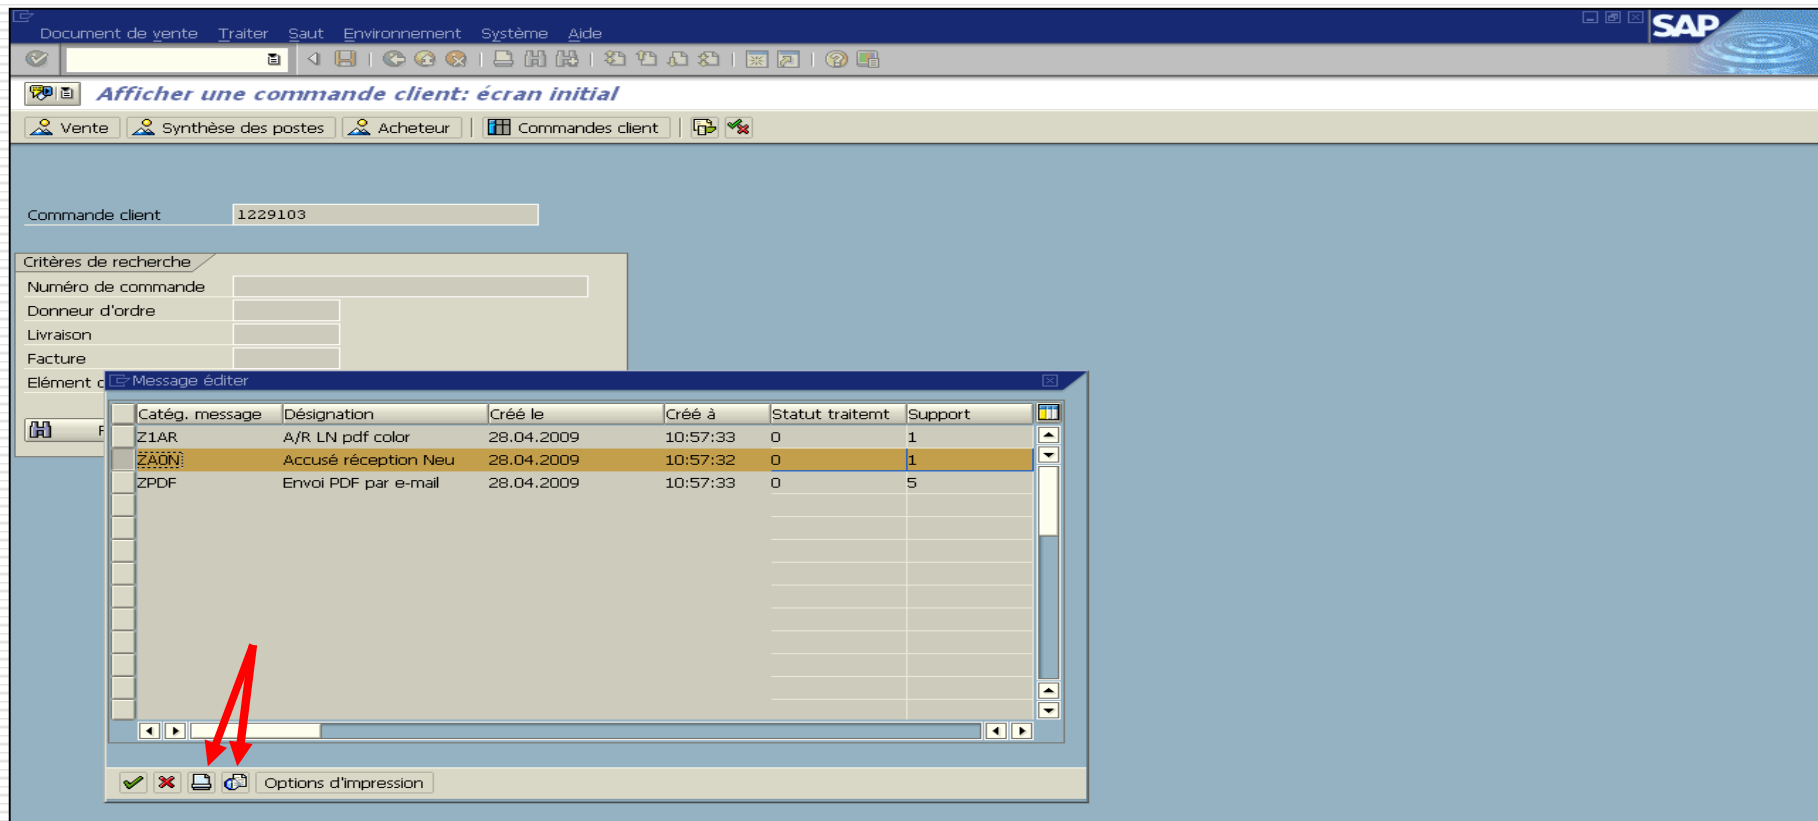 Document de vente Traiter Saut Environnement Système Aide
SAP
Afficher une commande client: écran initial
Vente Synthèse des postes Acheteur Commandes client
Commande client 1229103
Critères de recherche
Numéro de commande
Donneur d'ordre
Livraison
Facture
Elément
Message éditer
Catég. message Désignation Créé le Créé à Statut traitemt Support
Z1AR A/R LN pdf color 28.04.2009 10:57:33 0 1
ZA0N Accusé réception Neu 28.04.2009 10:57:32 0 1
ZPDF Envoi PDF par e-mail 28.04.2009 10:57:33 0 5
Options d'impression